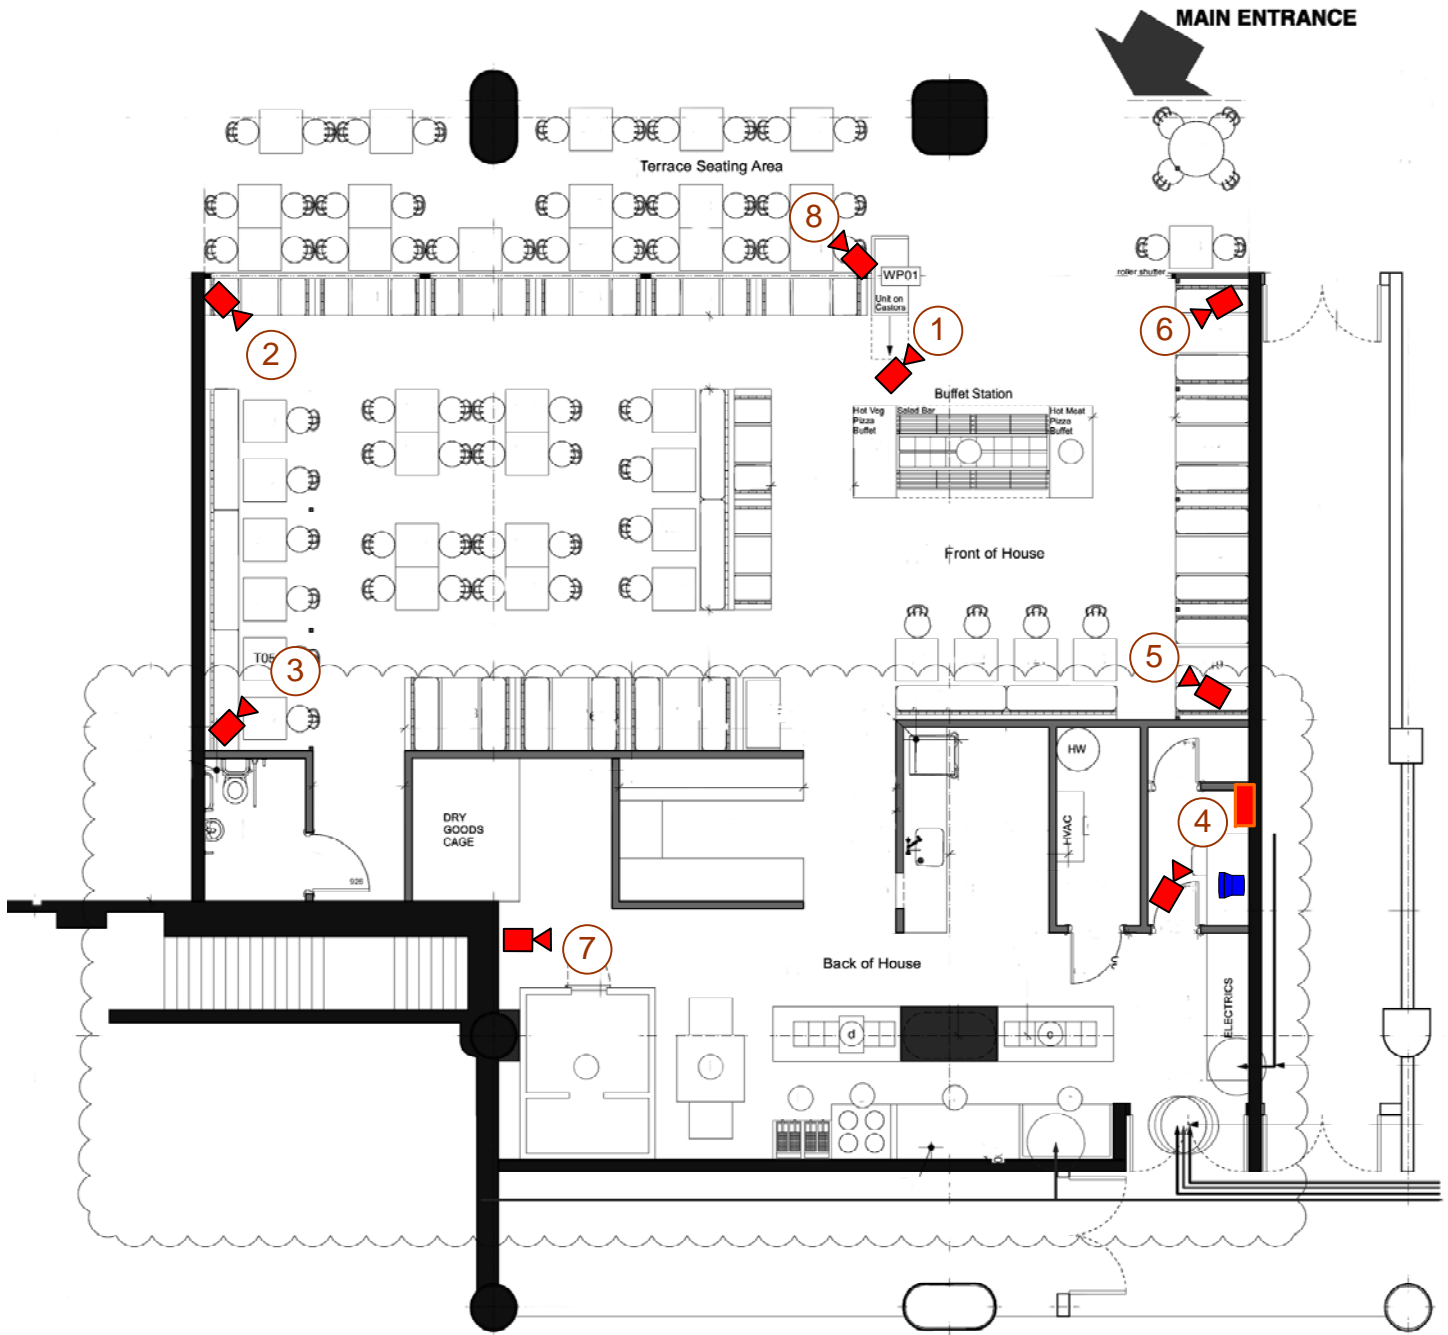 MAIN ENTRANCE
Terrace Seating Area
8
WP01
roller shutter
Unit on
Castors
1
6
2
Buffet Station
Hot Veg
Pizza
Buffet
Salad Bar
Hot Meat
Pizza
Buffet
Front of House
5
T05
3
HW
DRY
GOODS
CAGE
HVAC
4
926
7
Back of House
ELECTRICS
d
c